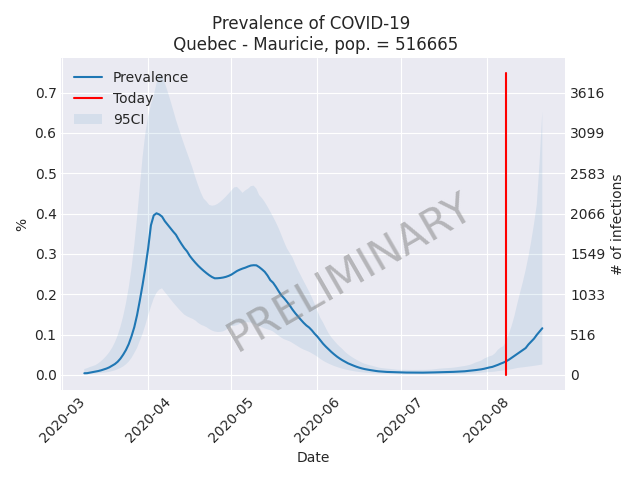 Prevalence of COVID-19
Quebec - Mauricie, pop. = 516665
Prevalence
Today
95CI
0.7
0.6
0.5
0.4
0.3
0.2
0.1
0.0
%
3616
3099
2583
2066
1549
1033
516
0
# of infections
PRELIMINARY
2020-03
2020-04
2020-05
2020-06
2020-07
2020-08
Date